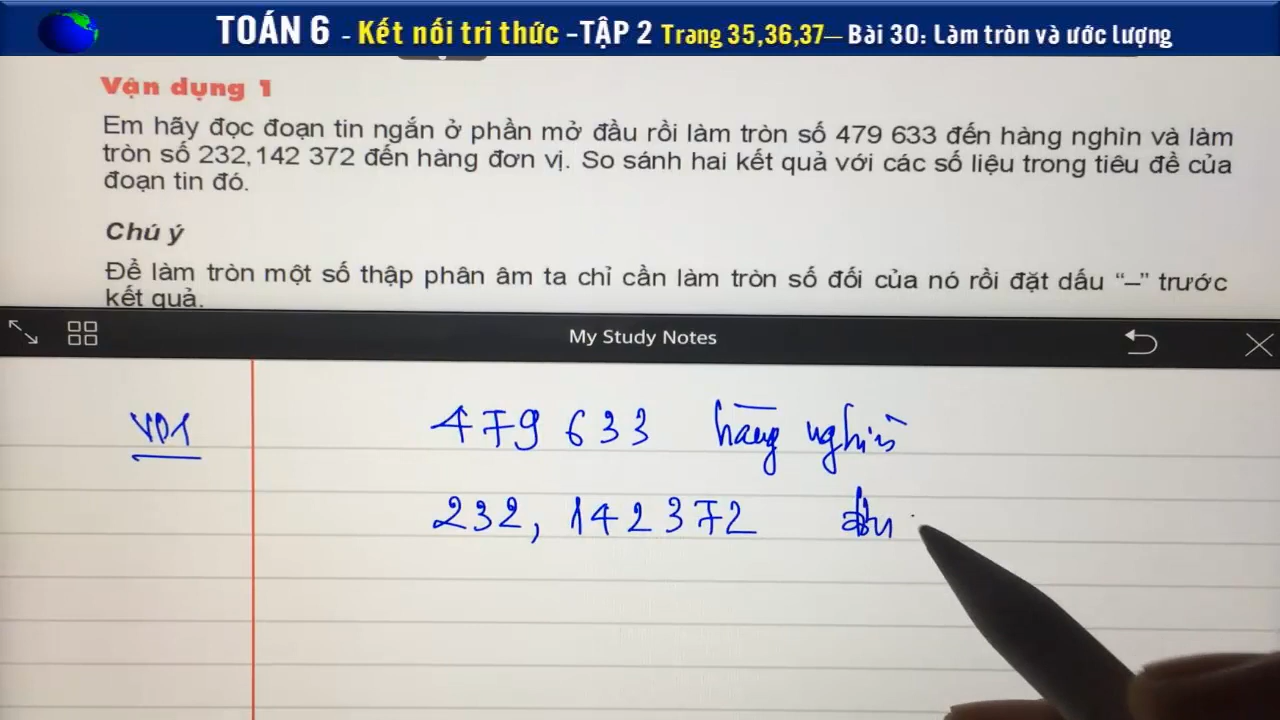 TOÁN 6 - Kết nối tri thức -TẬP 2 Trang 35,36,37– Bài 30: Làm tròn và ước lượng
Vận dụng 1
Em hãy đọc đoạn tin ngắn ở phần mở đầu rồi làm tròn số 479 633 đến hàng nghìn và làm
tròn số 232,142 372 đến hàng đơn vị. So sánh hai kết quả với các số liệu trong tiêu đề của
đoạn tin đó.
Chú ý
Để làm tròn một số thập phân âm ta chỉ cần làm tròn số đối của nó rồi đặt dấu “–” trước
kết quả.
My Study Notes
VD1
479 633 hàng nghìn
232, 142372